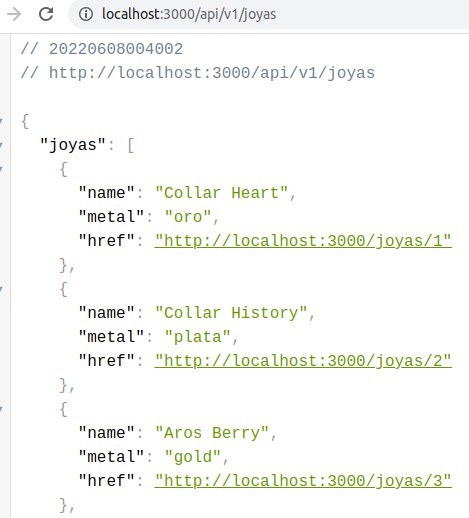 localhost:3000/api/v1/joyas
// 20220608004002
// http://localhost:3000/api/v1/joyas
{
"joyas": [
{
"name": "Collar Heart",
"metal": "oro",
"href": "http://localhost:3000/joyas/1"
},
{
"name": "Collar History",
"metal": "plata",
"href": "http://localhost:3000/joyas/2"
},
{
"name": "Aros Berry",
"metal": "gold",
"href": "http://localhost:3000/joyas/3"
},